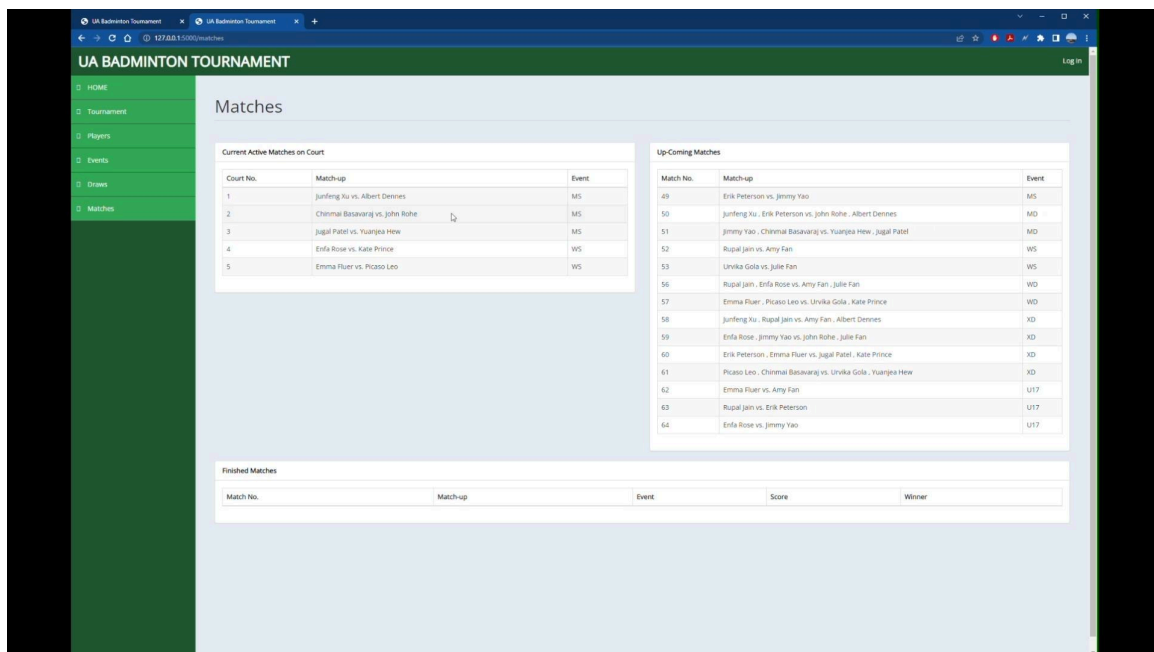 UA Badminton Tournament
UA Badminton Tournament
127.0.0.1:5000/matches
UA BADMINTON TOURNAMENT
Log In
HOME
Tournament
Players
Events
Draws
Matches
Matches
Current Active Matches on Court
Court No. Match-up Event
1 Junfeng Xu vs. Albert Dennes MS
2 Chinmai Basavaraj vs. John Rohe MS
3 Jugal Patel vs. Yuanjea Hew MS
4 Enfa Rose vs. Kate Prince WS
5 Emma Fluer vs. Picaso Leo WS
Up-Coming Matches
Match No. Match-up Event
49 Erik Peterson vs. Jimmy Yao MS
50 Junfeng Xu , Erik Peterson vs. John Rohe , Albert Dennes MD
51 Jimmy Yao , Chinmai Basavaraj vs. Yuanjea Hew , Jugal Patel MD
52 Rupal Jain vs. Amy Fan WS
53 Urvika Gola vs. Julie Fan WS
56 Rupal Jain , Enfa Rose vs. Amy Fan , Julie Fan WD
57 Emma Fluer , Picaso Leo vs. Urvika Gola , Kate Prince WD
58 Junfeng Xu , Rupal Jain vs. Amy Fan , Albert Dennes XD
59 Enfa Rose , Jimmy Yao vs. John Rohe , Julie Fan XD
60 Erik Peterson , Emma Fluer vs. Jugal Patel , Kate Prince XD
61 Picaso Leo , Chinmai Basavaraj vs. Urvika Gola , Yuanjea Hew XD
62 Emma Fluer vs. Amy Fan U17
63 Rupal Jain vs. Erik Peterson U17
64 Enfa Rose vs. Jimmy Yao U17
Finished Matches
Match No. Match-up Event Score Winner